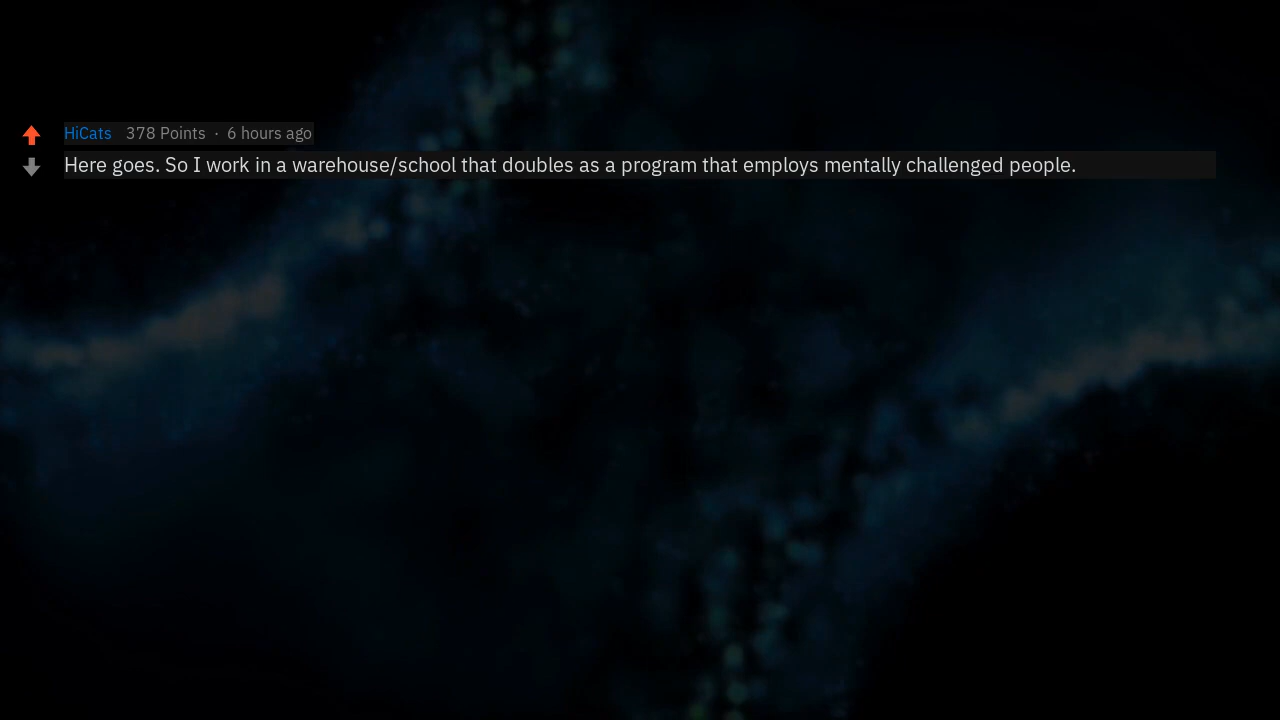 HiCats 378 Points · 6 hours ago
Here goes. So I work in a warehouse/school that doubles as a program that employs mentally challenged people.